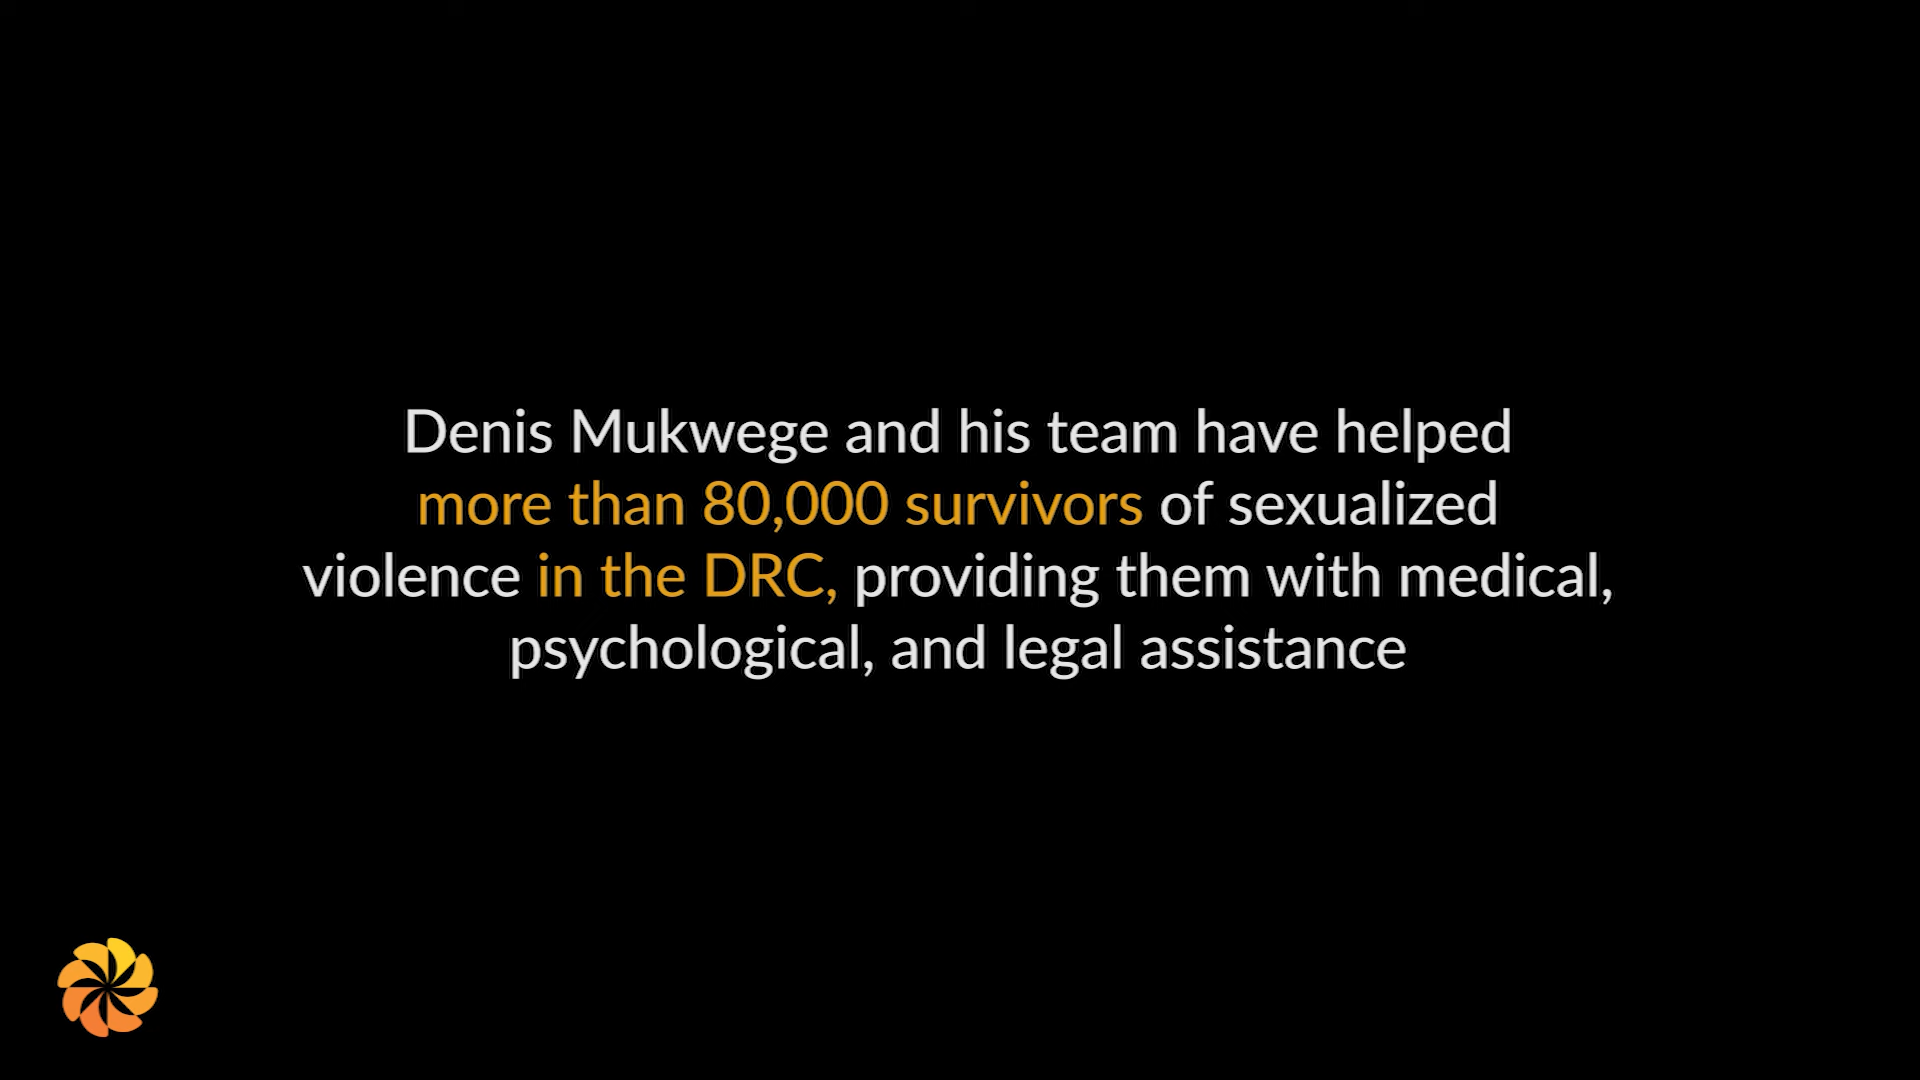 Denis Mukwege and his team have helped
more than 80,000 survivors of sexualized
violence in the DRC, providing them with medical,
psychological, and legal assistance